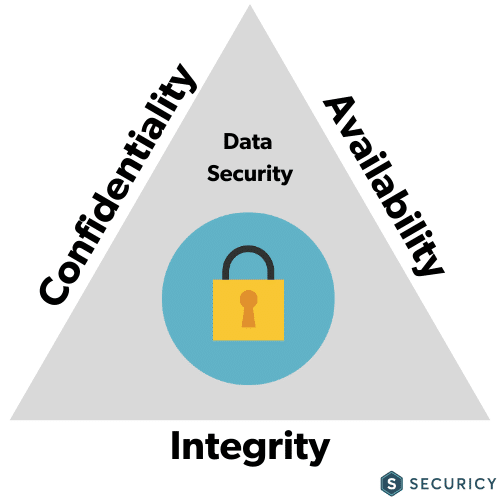 Confidentiality
Availability
Data
Security
Integrity
S SECURICY